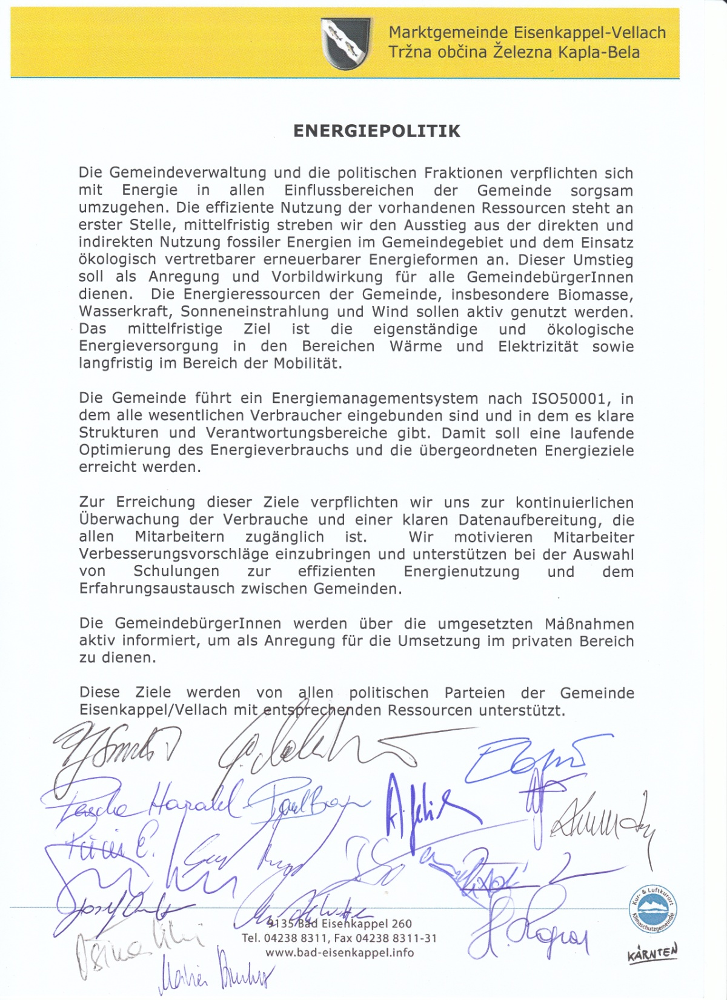 Marktgemeinde Eisenkappel-Vellach
Tržna občina Železna Kapla-Bela
ENERGIEPOLITIK
Die Gemeindeverwaltung und die politischen Fraktionen verpflichten sich
mit Energie in allen Einflussbereichen der Gemeinde sorgsam
umzugehen. Die effiziente Nutzung der vorhandenen Ressourcen steht an
erster Stelle, mittelfristig streben wir den Ausstieg aus der direkten und
indirekten Nutzung fossiler Energien im Gemeindegebiet und dem Einsatz
ökologisch vertretbarer erneuerbarer Energieformen an. Dieser Umstieg
soll als Anregung und Vorbildwirkung für alle GemeindebürgerInnen
dienen. Die Energieressourcen der Gemeinde, insbesondere Biomasse,
Wasserkraft, Sonneneinstrahlung und Wind sollen aktiv genutzt werden.
Das mittelfristige Ziel ist die eigenständige und ökologische
Energieversorgung in den Bereichen Wärme und Elektrizität sowie
langfristig im Bereich der Mobilität.
Die Gemeinde führt ein Energiemanagementsystem nach ISO50001, in
dem alle wesentlichen Verbraucher eingebunden sind und in dem es klare
Strukturen und Verantwortungsbereiche gibt. Damit soll eine laufende
Optimierung des Energieverbrauchs und die übergeordneten Energieziele
erreicht werden.
Zur Erreichung dieser Ziele verpflichten wir uns zur kontinuierlichen
Überwachung der Verbrauche und einer klaren Datenaufbereitung, die
allen Mitarbeitern zugänglich ist. Wir motivieren Mitarbeiter
Verbesserungsvorschläge einzubringen und unterstützen bei der Auswahl
von Schulungen zur effizienten Energienutzung und dem
Erfahrungsaustausch zwischen Gemeinden.
Die GemeindebürgerInnen werden über die umgesetzten Maßnahmen
aktiv informiert, um als Anregung für die Umsetzung im privaten Bereich
zu dienen.
Diese Ziele werden von allen politischen Parteien der Gemeinde
Eisenkappel/Vellach mit entsprechenden Ressourcen unterstützt.
Harald
Josef
9135 Bad Eisenkappel 260
Tel. 04238 8311, Fax 04238 8311-31
www.bad-eisenkappel.info
Kur- & Luftkurort
Klimaschutzgemeinde
KÄRNTEN